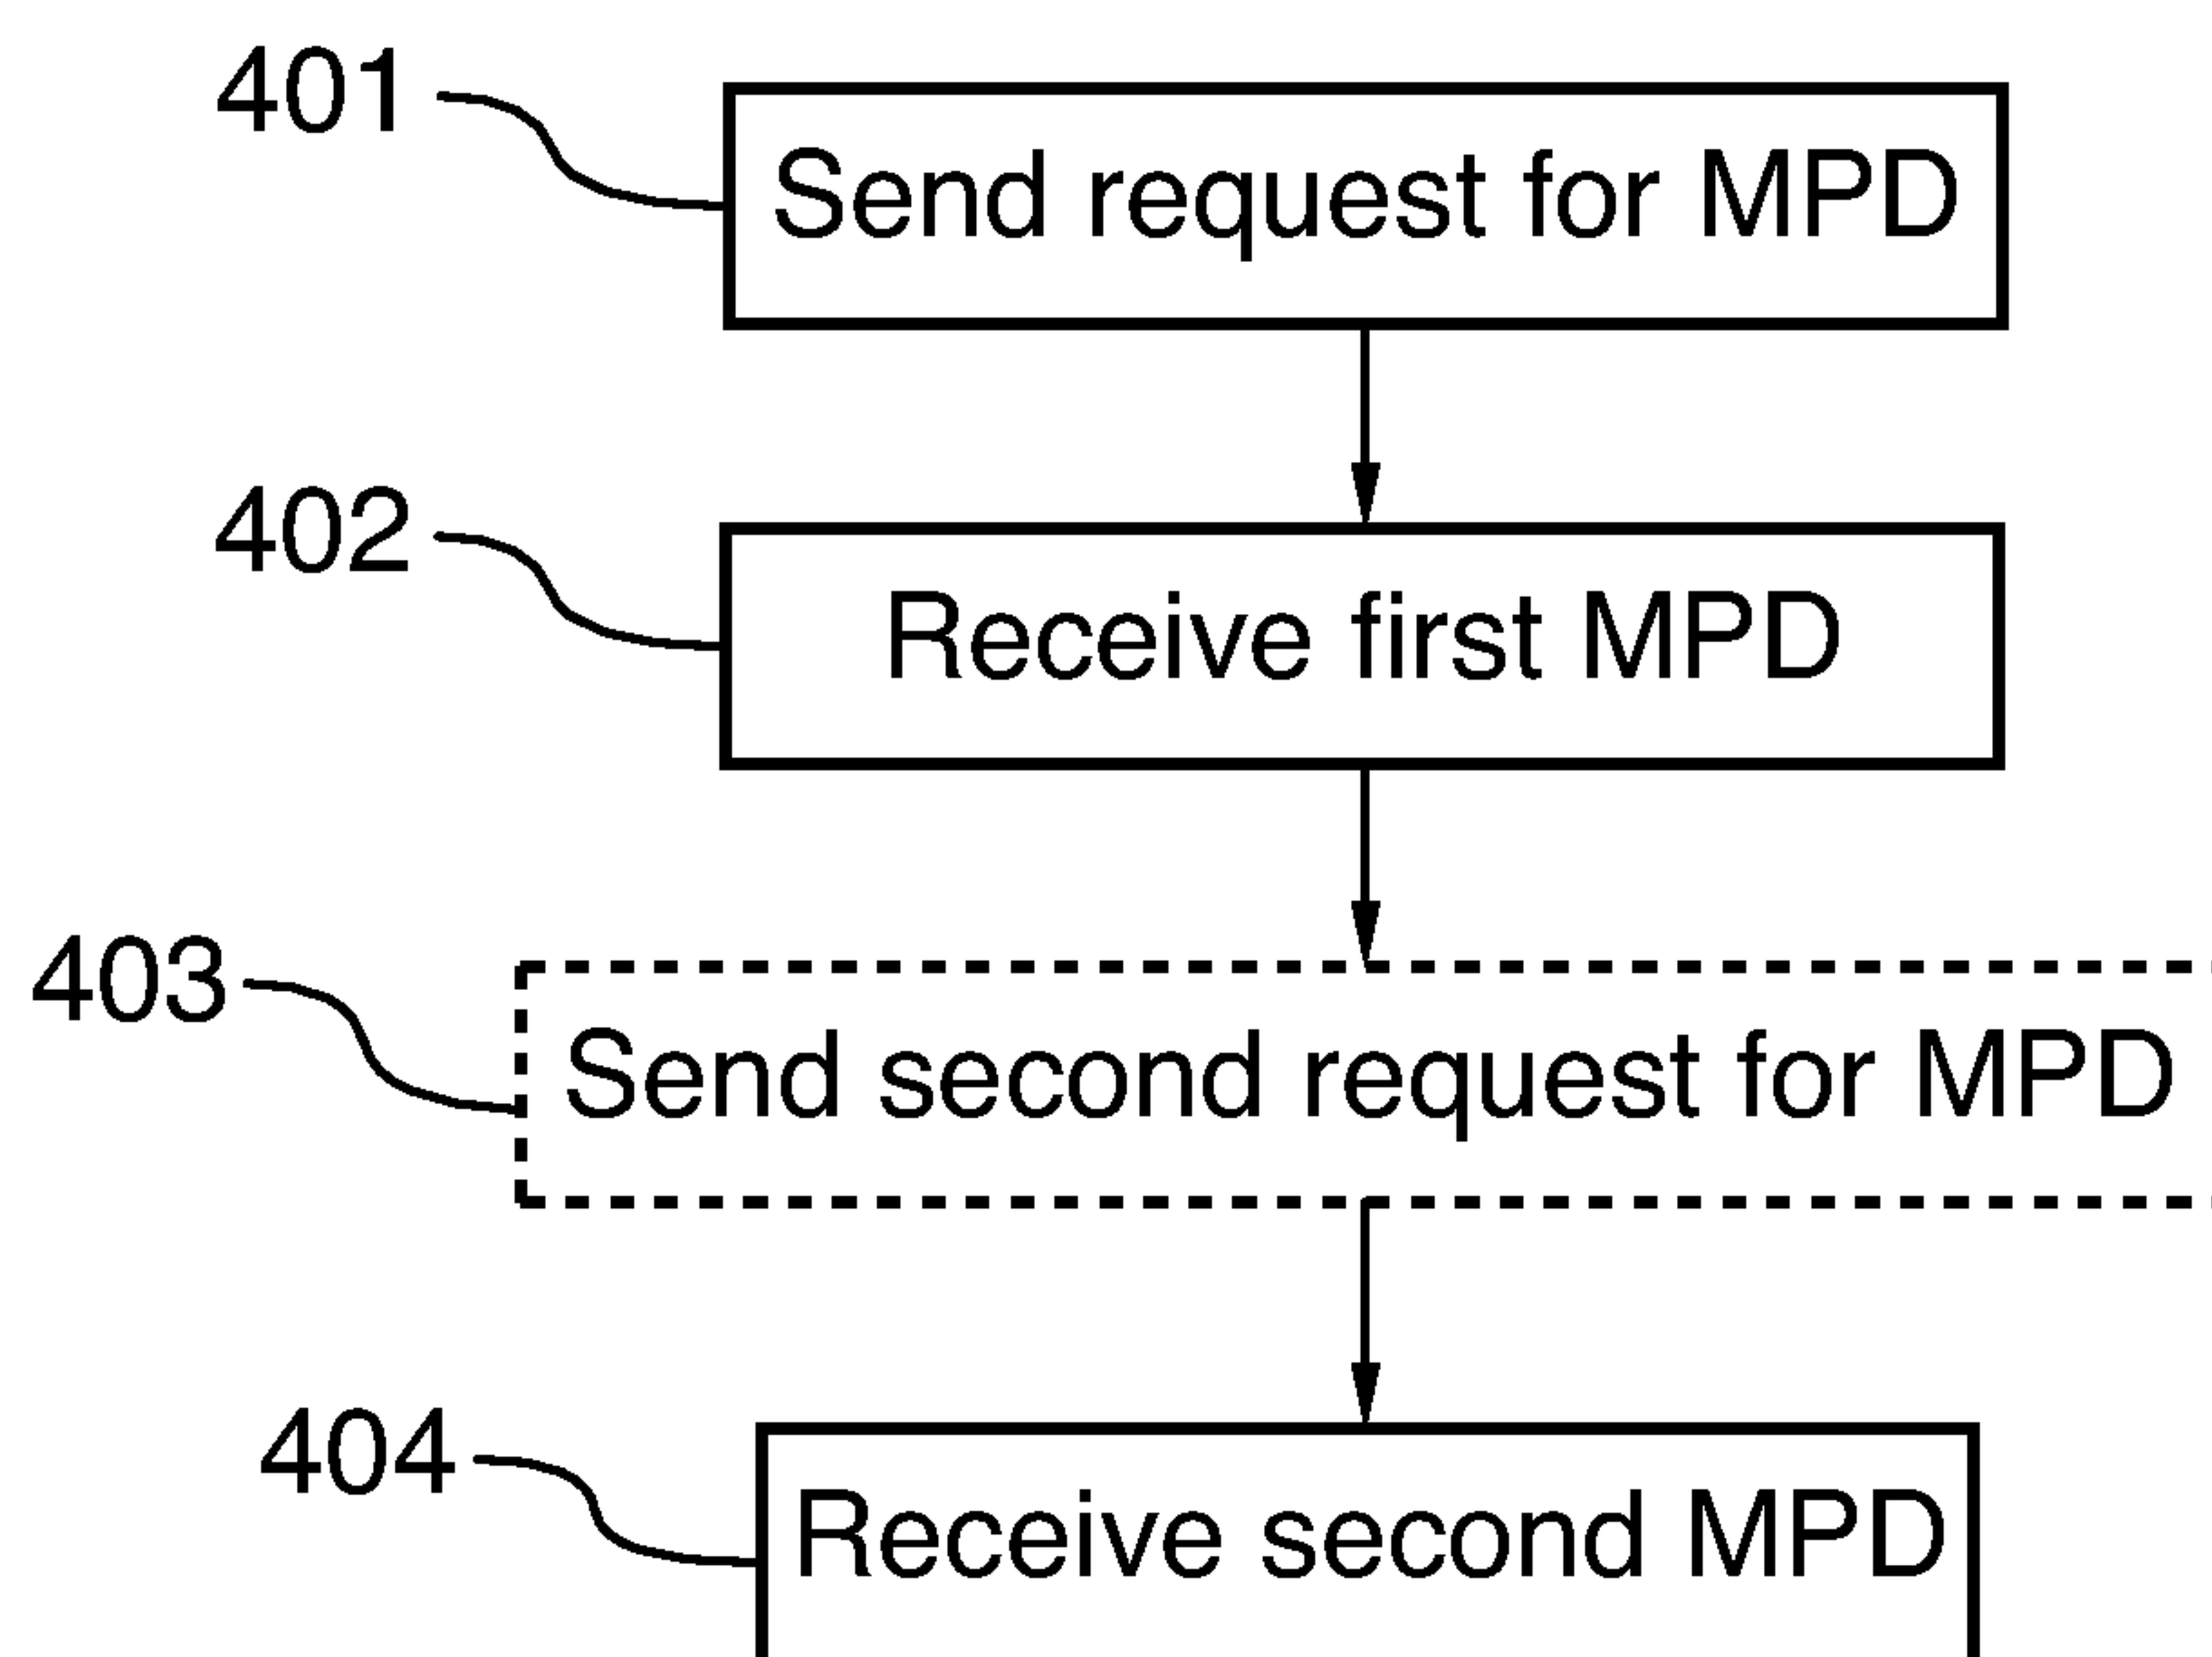 401
Send request for MPD
402
Receive first MPD
403
Send second request for MPD
404
Receive second MPD